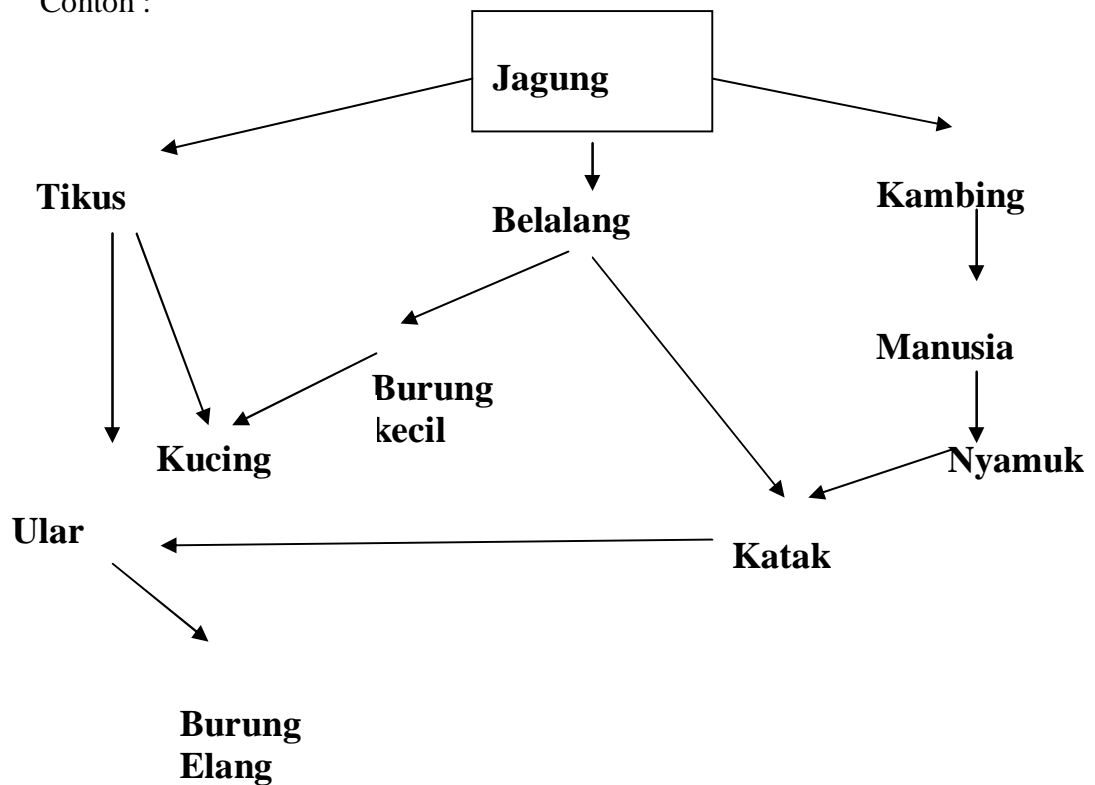 Contoh :
Jagung
Tikus
Belalang
Kambing
Manusia
Burung
kecil
Kucing
Nyamuk
Ular
Katak
Burung
Elang